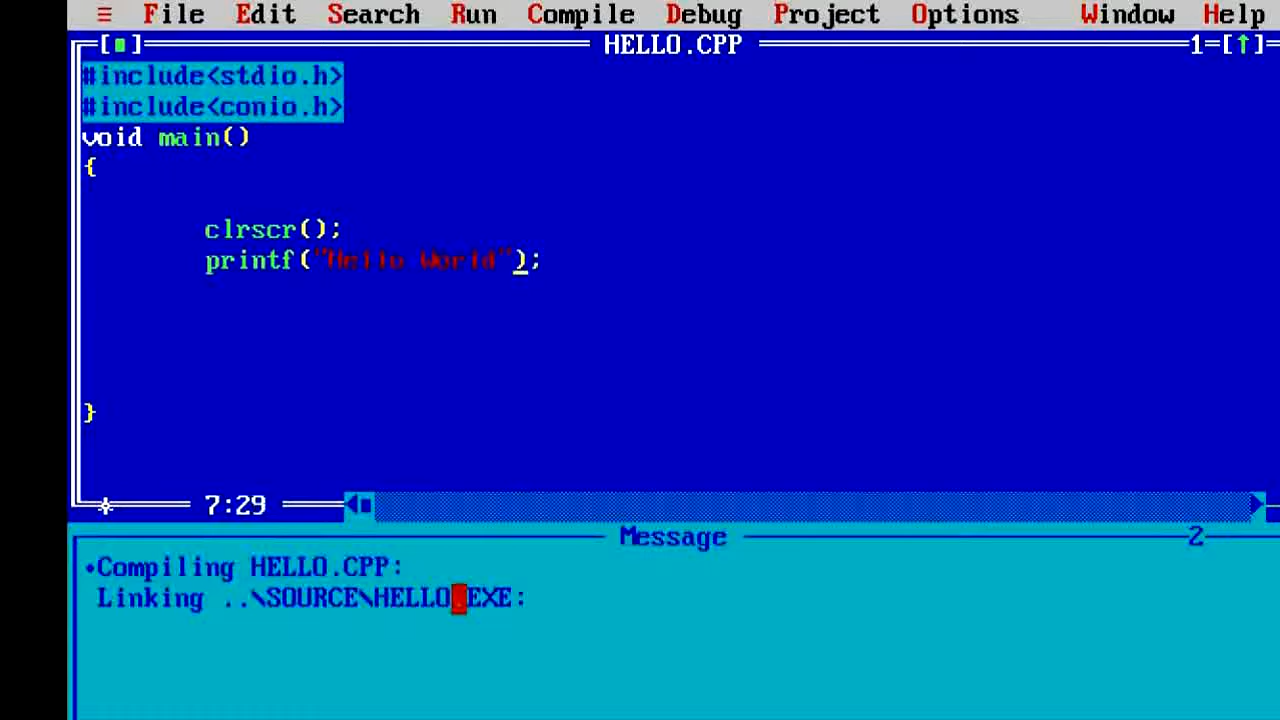 ≡ File Edit Search Run Compile Debug Project Options Window Help
[■] HELLO.CPP 1=[↑]
#include<stdio.h>
#include<conio.h>
void main()
{
clrscr();
printf("Hello World");
}
7:29
Message 2
•Compiling HELLO.CPP:
Linking ..\SOURCE\HELLO.EXE: